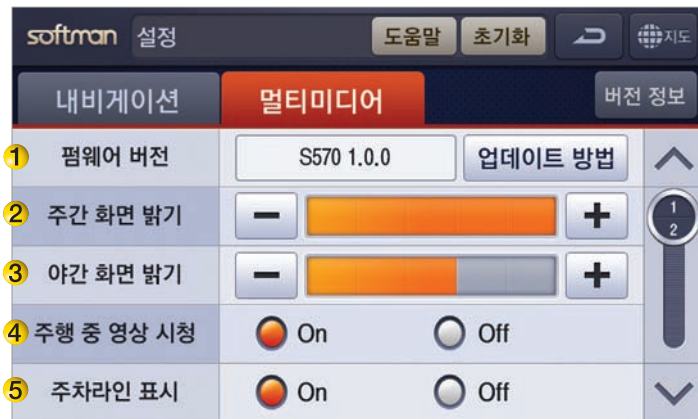 softman 설정 도움말 초기화 지도
내비게이션 멀티미디어 버전 정보
1 펌웨어 버전 S570 1.0.0 업데이트 방법
2 주간 화면 밝기 − +
1
2
3 야간 화면 밝기 − +
4 주행 중 영상 시청 On Off
5 주차라인 표시 On Off